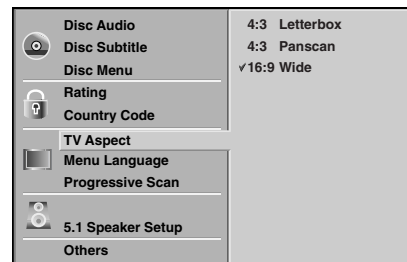 Disc Audio
Disc Subtitle
Disc Menu
Rating
Country Code
TV Aspect
Menu Language
Progressive Scan
5.1 Speaker Setup
Others
4:3 Letterbox
4:3 Panscan
✓16:9 Wide